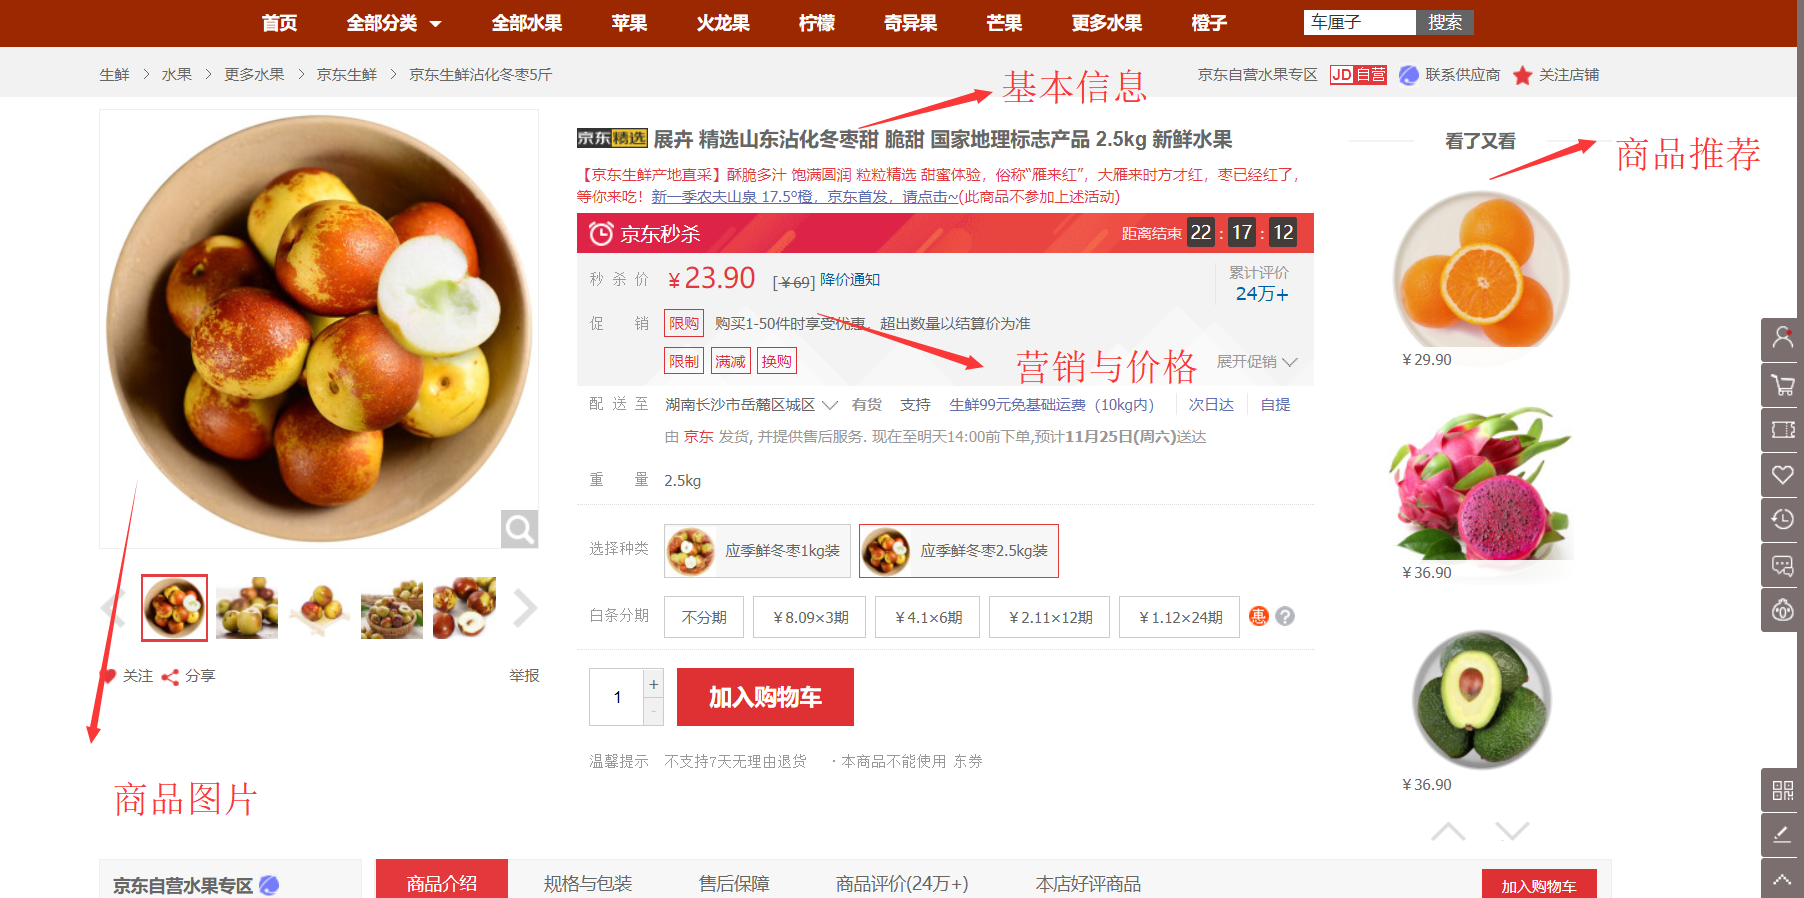 首页 全部分类 全部水果 苹果 火龙果 柠檬 奇异果 芒果 更多水果 橙子 车厘子 搜索
生鲜 > 水果 > 更多水果 > 京东生鲜 > 京东生鲜沾化冬枣5斤 京东自营水果专区 JD自营 联系供应商 关注店铺
基本信息
京东精选 展卉 精选山东沾化冬枣甜 脆甜 国家地理标志产品 2.5kg 新鲜水果
看了又看
商品推荐
【京东生鲜产地直采】酥脆多汁 饱满圆润 粒粒精选 甜蜜体验，俗称“雁来红”，大雁来时方才红，枣已经红了，
等你来吃！新一季农夫山泉 17.5°橙，京东首发，请点击~(此商品不参加上述活动)
京东秒杀 距离结束 22 : 17 : 12
秒杀价 ￥23.90 [￥69] 降价通知 累计评价
24万+
促销 限购 购买1-50件时享受优惠，超出数量以结算价为准
限制 满减 换购 展开促销
营销与价格
￥29.90
配送至 湖南长沙市岳麓区城区 有货 支持 生鲜99元免基础运费（10kg内） 次日达 自提
由 京东 发货, 并提供售后服务. 现在至明天14:00前下单,预计11月25日(周六)送达
重量 2.5kg
选择种类 应季鲜冬枣1kg装 应季鲜冬枣2.5kg装
￥36.90
白条分期 不分期 ￥8.09×3期 ￥4.1×6期 ￥2.11×12期 ￥1.12×24期 惠 ?
关注 分享 举报
1 + - 加入购物车
温馨提示 不支持7天无理由退货 · 本商品不能使用 东券
￥36.90
商品图片
京东自营水果专区 商品介绍 规格与包装 售后保障 商品评价(24万+) 本店好评商品 加入购物车